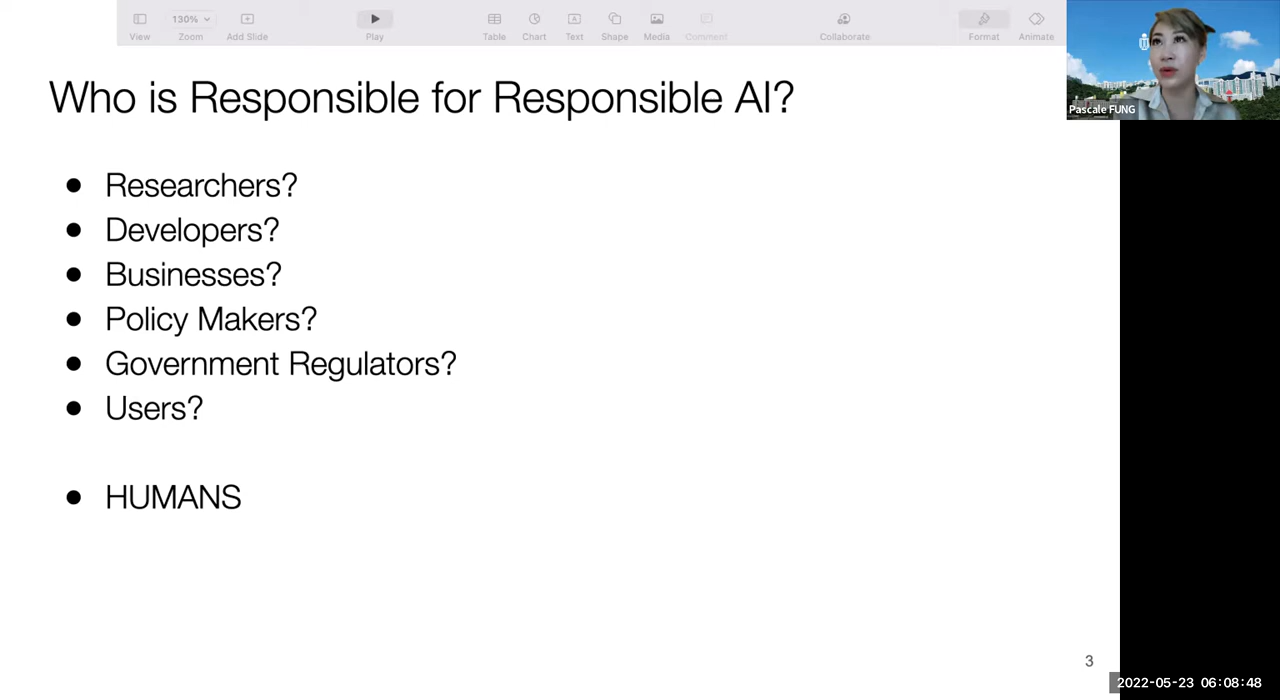 130%
View
Zoom
Add Slide
Play
Table
Chart
Text
Shape
Media
Comment
Collaborate
Format
Animate
Pascale FUNG
Who is Responsible for Responsible AI?
Researchers?
Developers?
Businesses?
Policy Makers?
Government Regulators?
Users?
HUMANS
3
2022-05-23 06:08:48